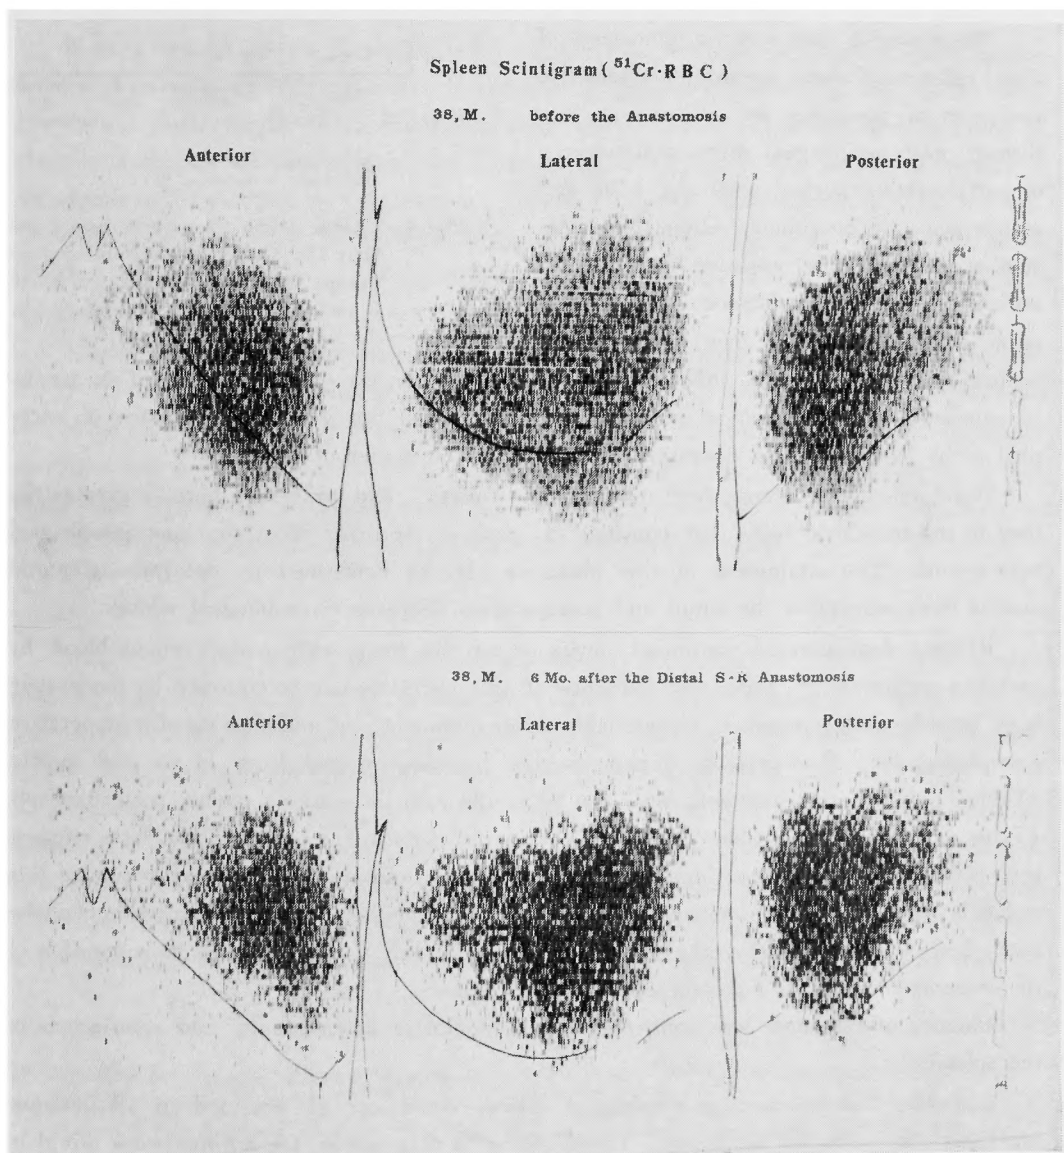 Spleen Scintigram ( ⁵¹Cr·R B C )
38, M. before the Anastomosis
Anterior Lateral Posterior
38, M. 6 Mo. after the Distal S-R Anastomosis
Anterior Lateral Posterior